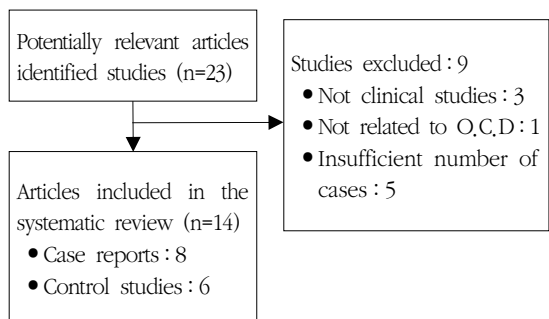 Potentially relevant articles
identified studies (n=23)
Studies excluded : 9
• Not clinical studies : 3
• Not related to O.C.D : 1
• Insufficient number of
cases : 5
Articles included in the
systematic review (n=14)
• Case reports : 8
• Control studies : 6